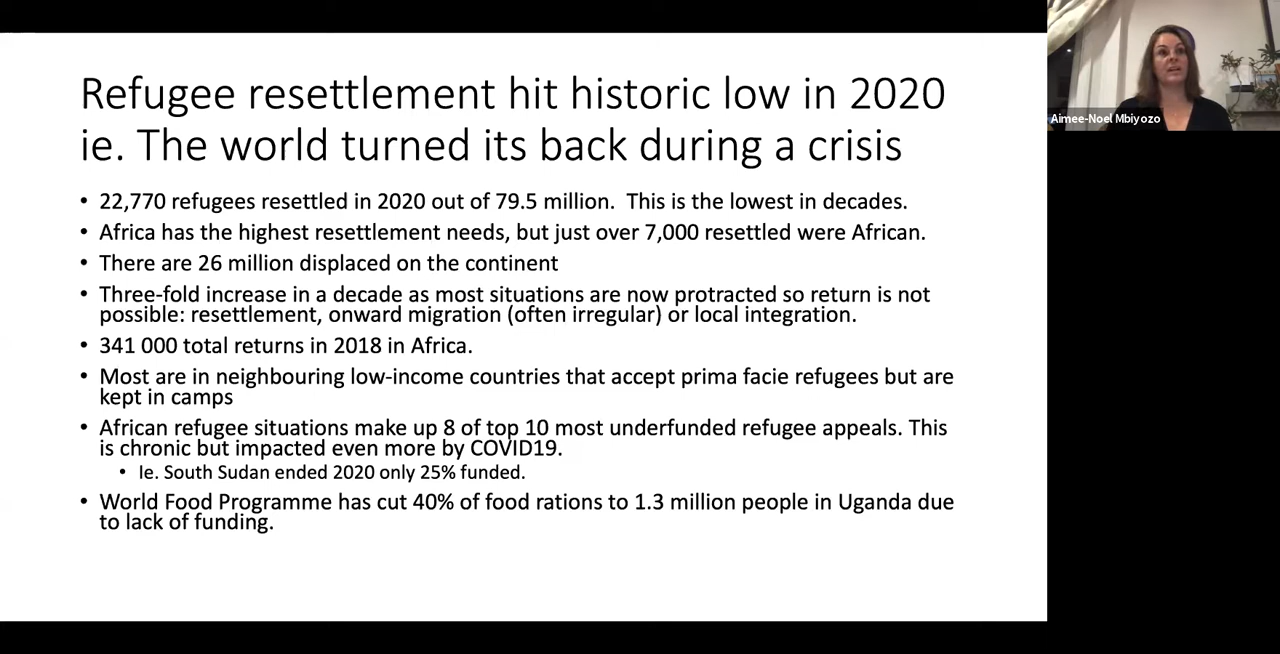 Refugee resettlement hit historic low in 2020
ie. The world turned its back during a crisis
• 22,770 refugees resettled in 2020 out of 79.5 million.  This is the lowest in decades.
• Africa has the highest resettlement needs, but just over 7,000 resettled were African.
• There are 26 million displaced on the continent
• Three-fold increase in a decade as most situations are now protracted so return is not
possible: resettlement, onward migration (often irregular) or local integration.
• 341 000 total returns in 2018 in Africa.
• Most are in neighbouring low-income countries that accept prima facie refugees but are
kept in camps
• African refugee situations make up 8 of top 10 most underfunded refugee appeals. This
is chronic but impacted even more by COVID19.
• Ie. South Sudan ended 2020 only 25% funded.
• World Food Programme has cut 40% of food rations to 1.3 million people in Uganda due
to lack of funding.
Aimee-Noel Mbiyozo